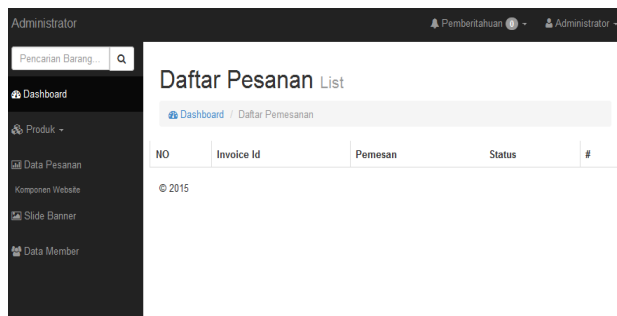 Administrator
Pemberitahuan 0
Administrator
Pencarian Barang...
Dashboard
Produk
Data Pesanan
Komponen Website
Slide Banner
Data Member
Daftar Pesanan List
Dashboard / Daftar Pemesanan
NO Invoice Id Pemesan Status #
© 2015